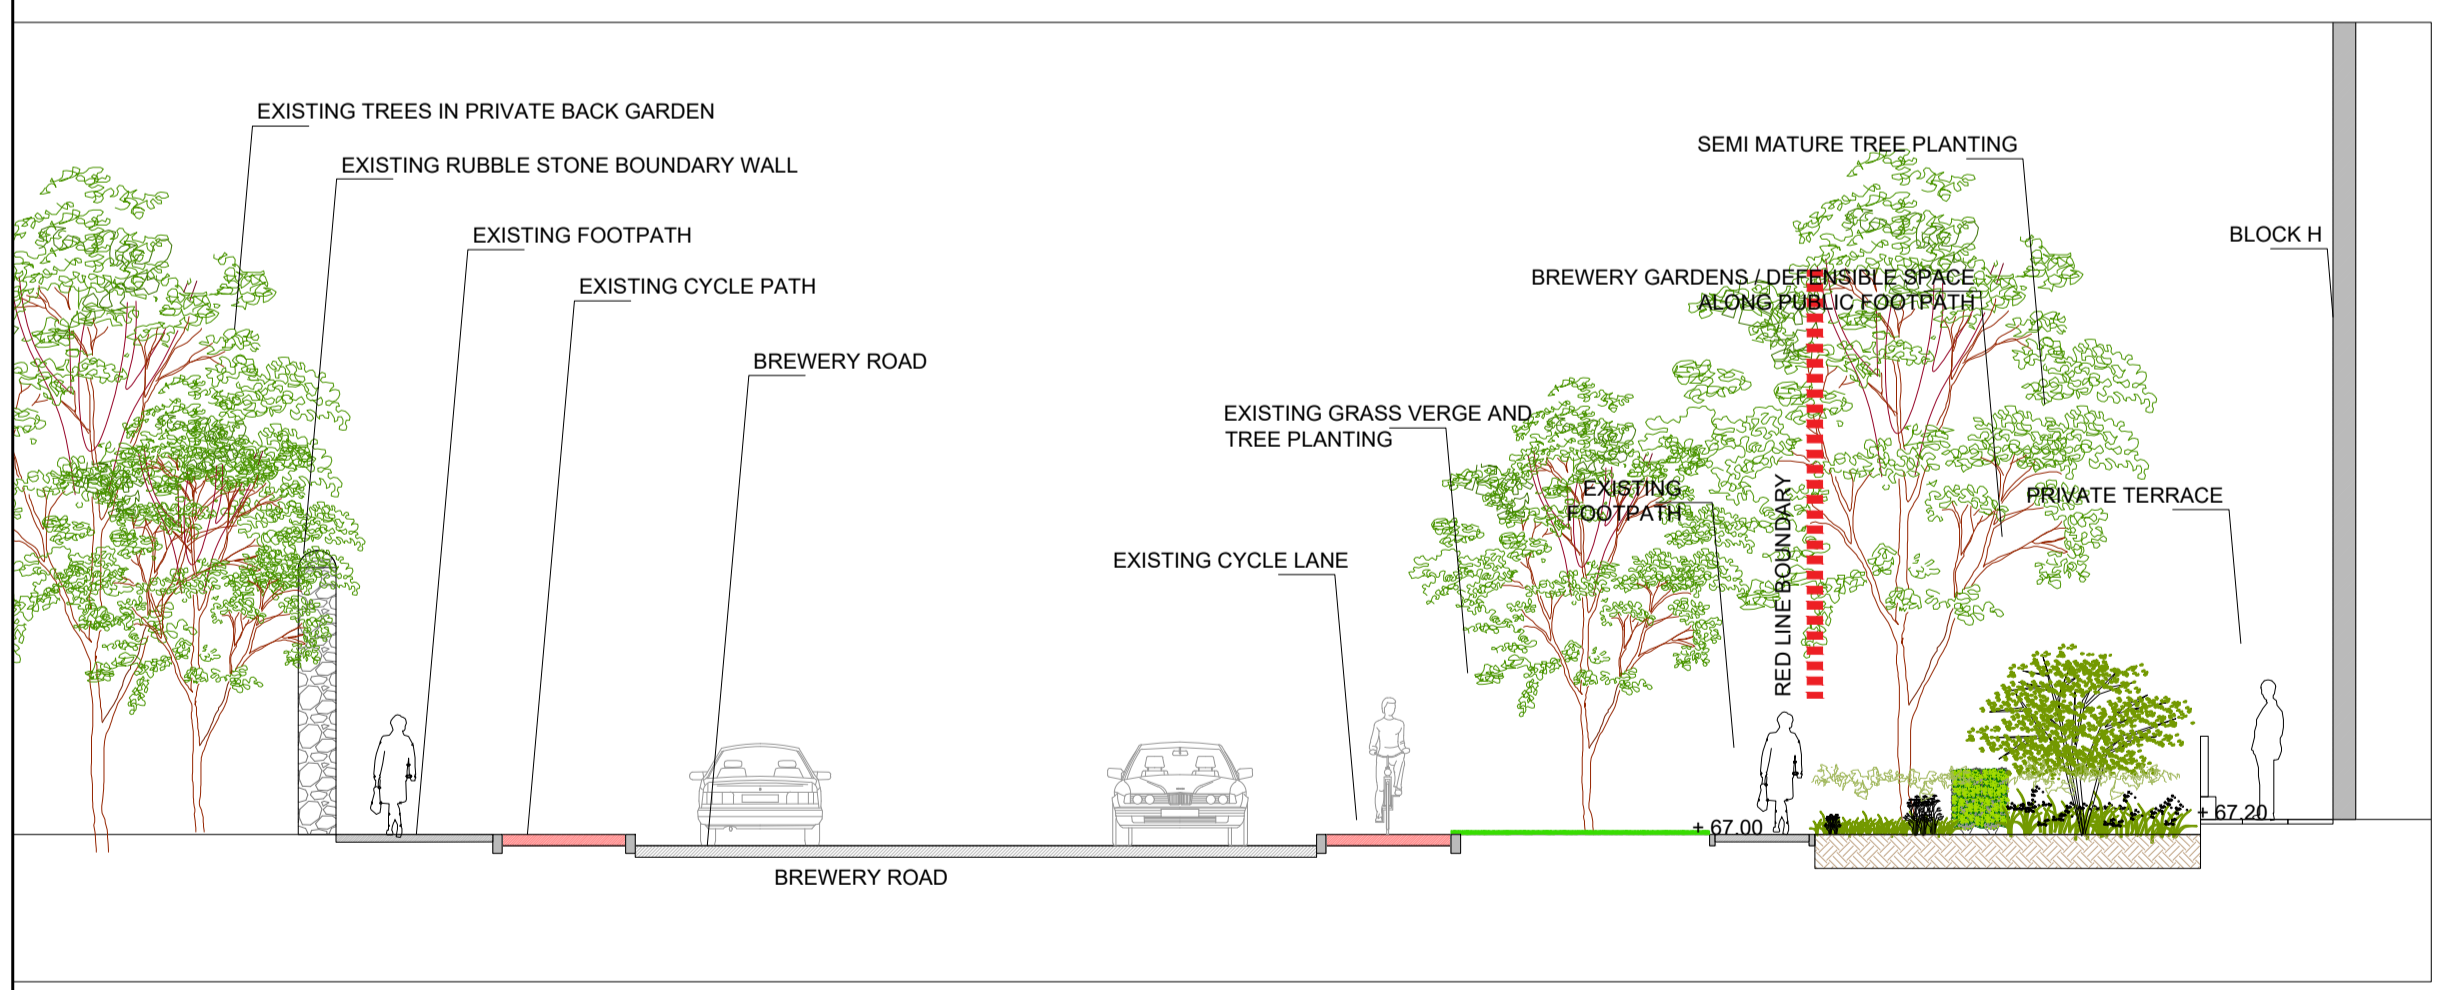 EXISTING TREES IN PRIVATE BACK GARDEN
EXISTING RUBBLE STONE BOUNDARY WALL
EXISTING FOOTPATH
EXISTING CYCLE PATH
BREWERY ROAD
EXISTING GRASS VERGE AND
TREE PLANTING
EXISTING CYCLE LANE
EXISTING
FOOTPATH
SEMI MATURE TREE PLANTING
BREWERY GARDENS / DEFENSIBLE SPACE
ALONG PUBLIC FOOTPATH
BLOCK H
PRIVATE TERRACE
RED LINE BOUNDARY
+ 67.00
+ 67.20
BREWERY ROAD